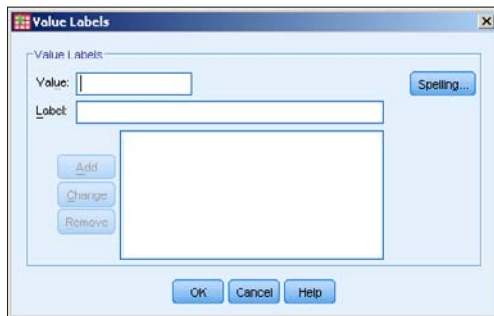 Value Labels
Value Labels
Value:
Spelling...
Label:
Add
Change
Remove
OK Cancel Help